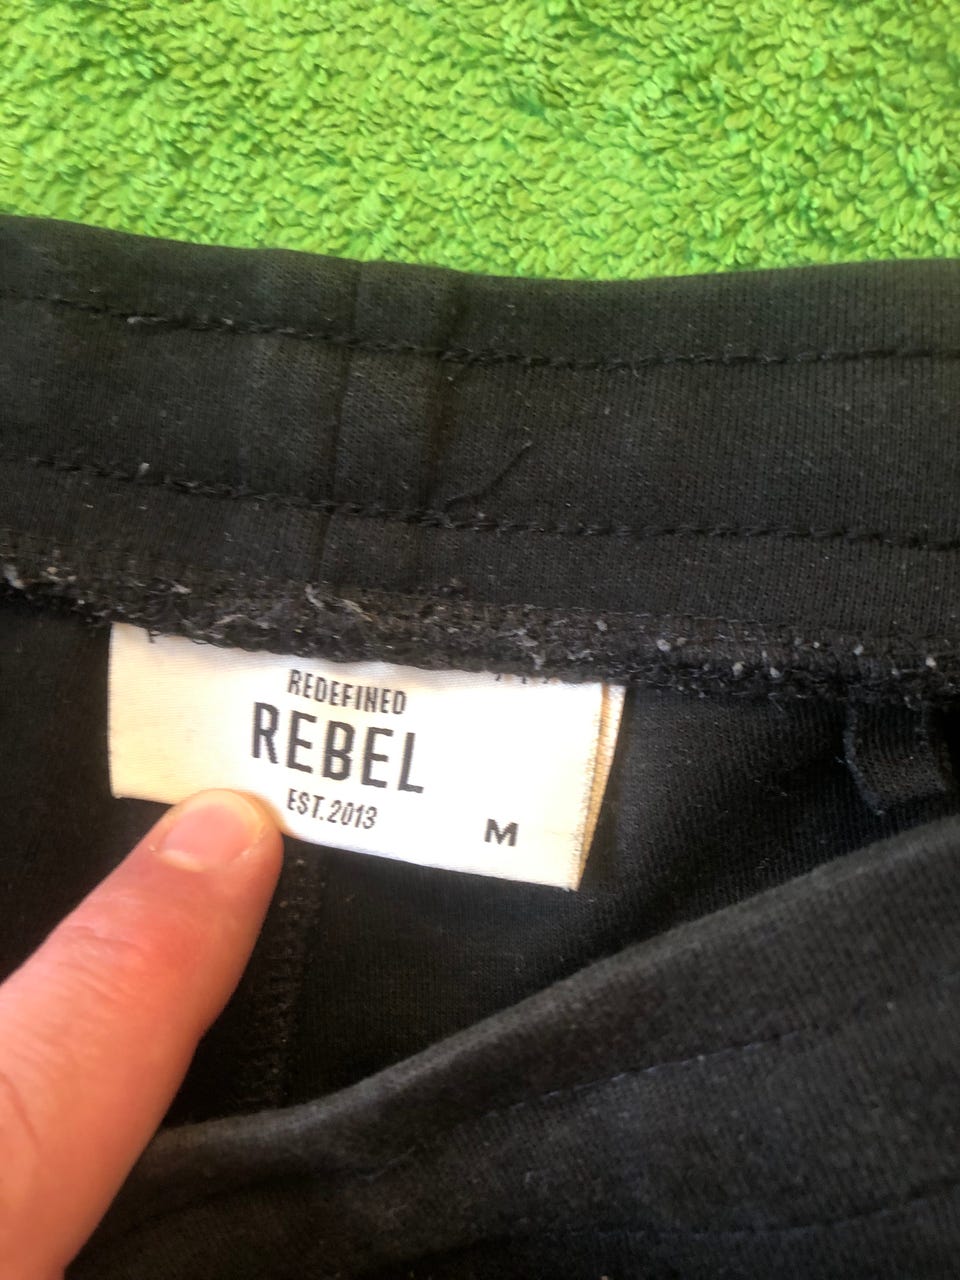 REDEFINED
REBEL
EST.2013
M